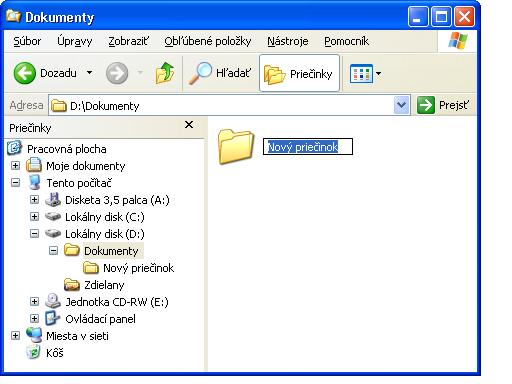 Dokumenty
Súbor Úpravy Zobraziť Obľúbené položky Nástroje Pomocník
Dozadu Hľadať Priečinky
Adresa D:\Dokumenty Prejsť
Priečinky
Pracovná plocha
Moje dokumenty
Tento počítač
Disketa 3,5 palca (A:)
Lokálny disk (C:)
Lokálny disk (D:)
Dokumenty
Nový priečinok
Zdielany
Jednotka CD-RW (E:)
Ovládací panel
Miesta v sieti
Kôš
Nový priečinok